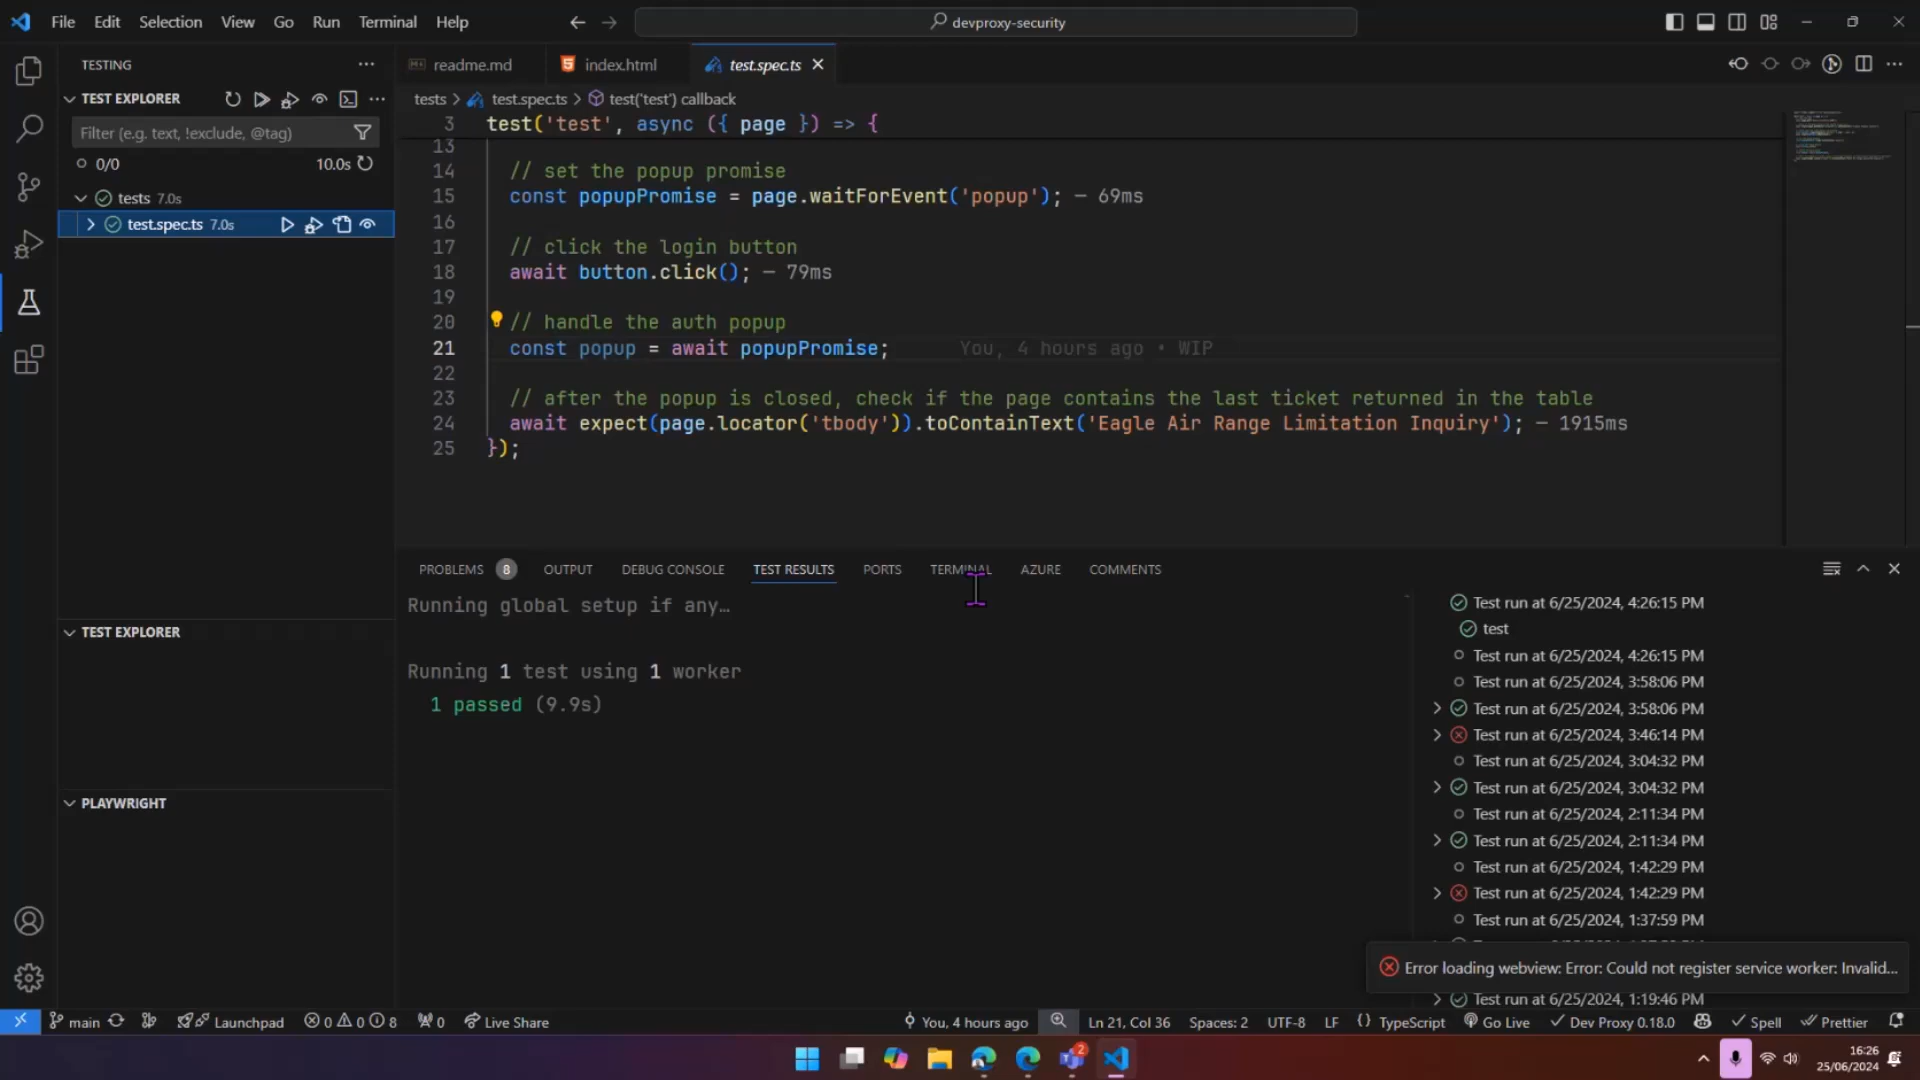 File Edit Selection View Go Run Terminal Help
devproxy-security
TESTING
TEST EXPLORER
Filter (e.g. text, !exclude, @tag)
0/0 10.0s
tests 7.0s
test.spec.ts 7.0s
TEST EXPLORER
PLAYWRIGHT
readme.md index.html test.spec.ts
tests > test.spec.ts > test('test') callback
3 test('test', async ({ page }) => {
13
14 // set the popup promise
15 const popupPromise = page.waitForEvent('popup'); — 69ms
16
17 // click the login button
18 await button.click(); — 79ms
19
20 // handle the auth popup
21 const popup = await popupPromise; You, 4 hours ago • WIP
22
23 // after the popup is closed, check if the page contains the last ticket returned in the table
24 await expect(page.locator('tbody')).toContainText('Eagle Air Range Limitation Inquiry'); — 1915ms
25 });
PROBLEMS 8 OUTPUT DEBUG CONSOLE TEST RESULTS PORTS TERMINAL AZURE COMMENTS
Running global setup if any…
Running 1 test using 1 worker
1 passed (9.9s)
Test run at 6/25/2024, 4:26:15 PM
test
Test run at 6/25/2024, 4:26:15 PM
Test run at 6/25/2024, 3:58:06 PM
Test run at 6/25/2024, 3:58:06 PM
Test run at 6/25/2024, 3:46:14 PM
Test run at 6/25/2024, 3:04:32 PM
Test run at 6/25/2024, 3:04:32 PM
Test run at 6/25/2024, 2:11:34 PM
Test run at 6/25/2024, 2:11:34 PM
Test run at 6/25/2024, 1:42:29 PM
Test run at 6/25/2024, 1:42:29 PM
Test run at 6/25/2024, 1:37:59 PM
Error loading webview: Error: Could not register service worker: Invalid...
Test run at 6/25/2024, 1:19:46 PM
main Launchpad 0 0 8 0 Live Share You, 4 hours ago Ln 21, Col 36 Spaces: 2 UTF-8 LF {} TypeScript Go Live Dev Proxy 0.18.0 Spell Prettier
2
16:26
25/06/2024